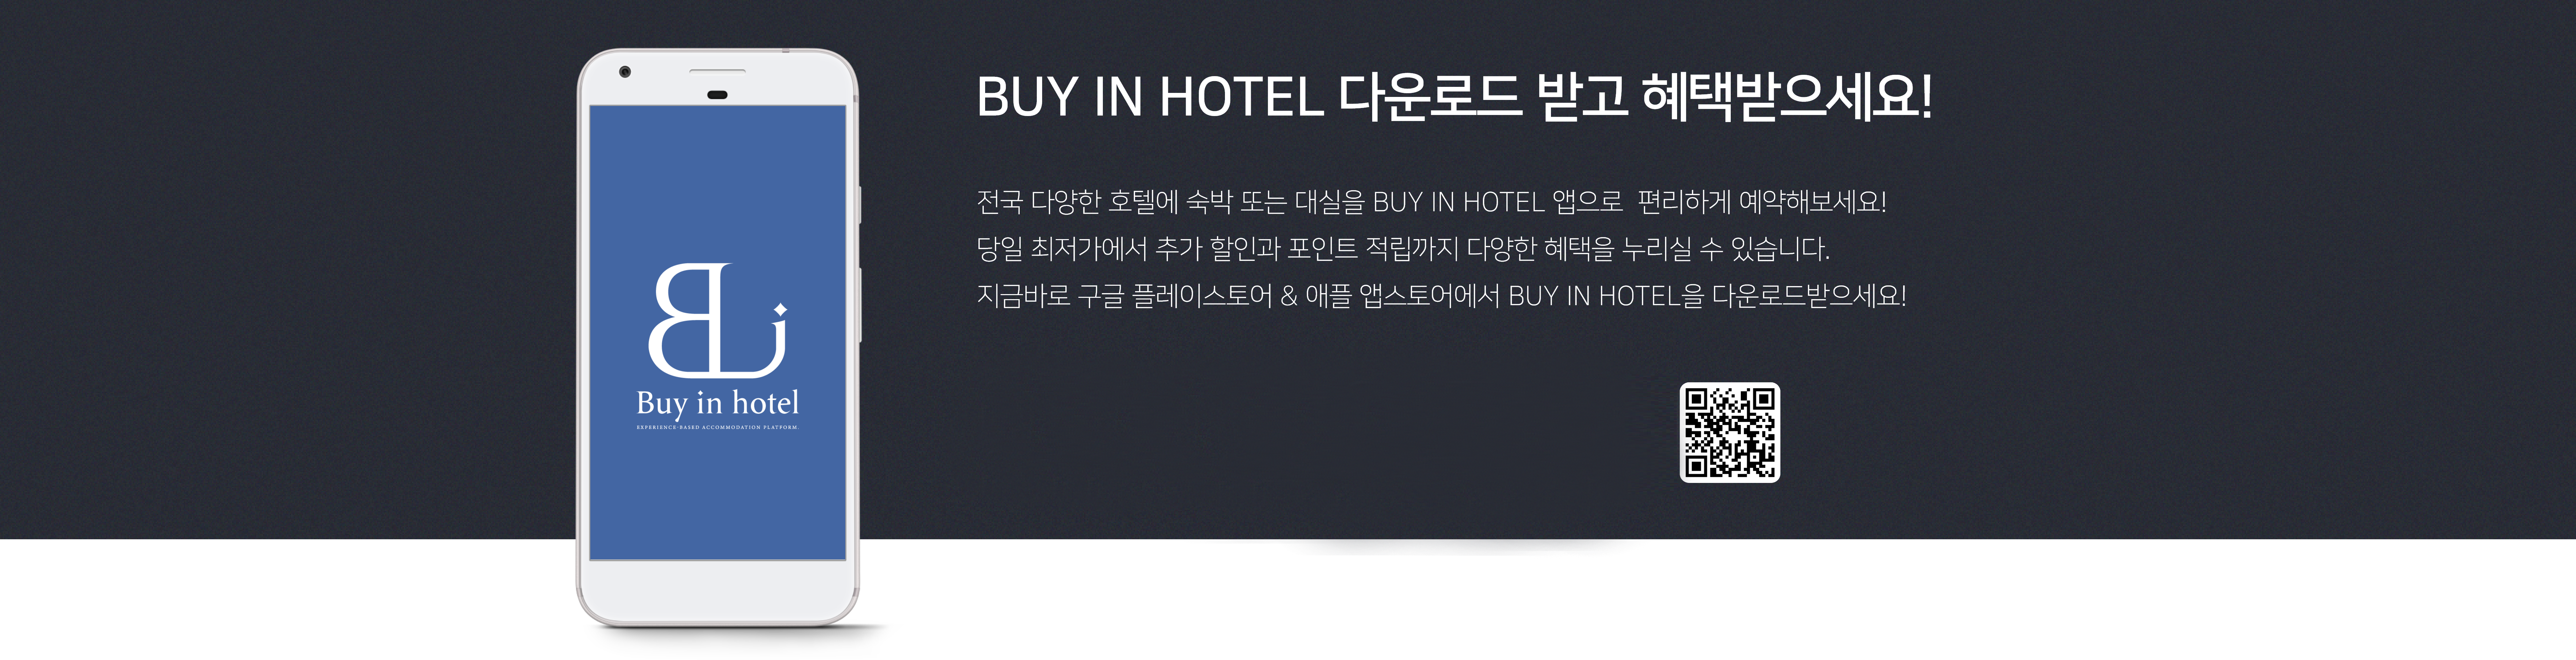 BUY IN HOTEL 다운로드 받고 혜택받으세요!
전국 다양한 호텔에 숙박 또는 대실을 BUY IN HOTEL 앱으로  편리하게 예약해보세요!
당일 최저가에서 추가 할인과 포인트 적립까지 다양한 혜택을 누리실 수 있습니다.
지금바로 구글 플레이스토어 & 애플 앱스토어에서 BUY IN HOTEL을 다운로드받으세요!
Buy in hotel
EXPERIENCE-BASED ACCOMMODATION PLATFORM.